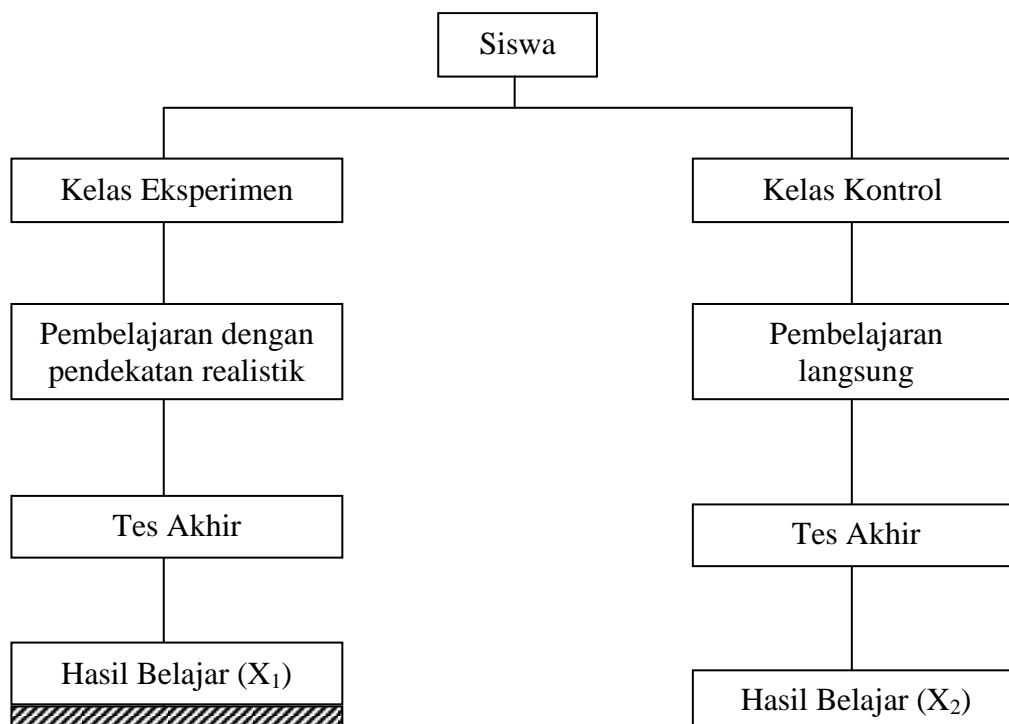 Siswa
Kelas Eksperimen
Kelas Kontrol
Pembelajaran dengan
pendekatan realistik
Pembelajaran
langsung
Tes Akhir
Tes Akhir
Hasil Belajar (X₁)
Hasil Belajar (X₂)